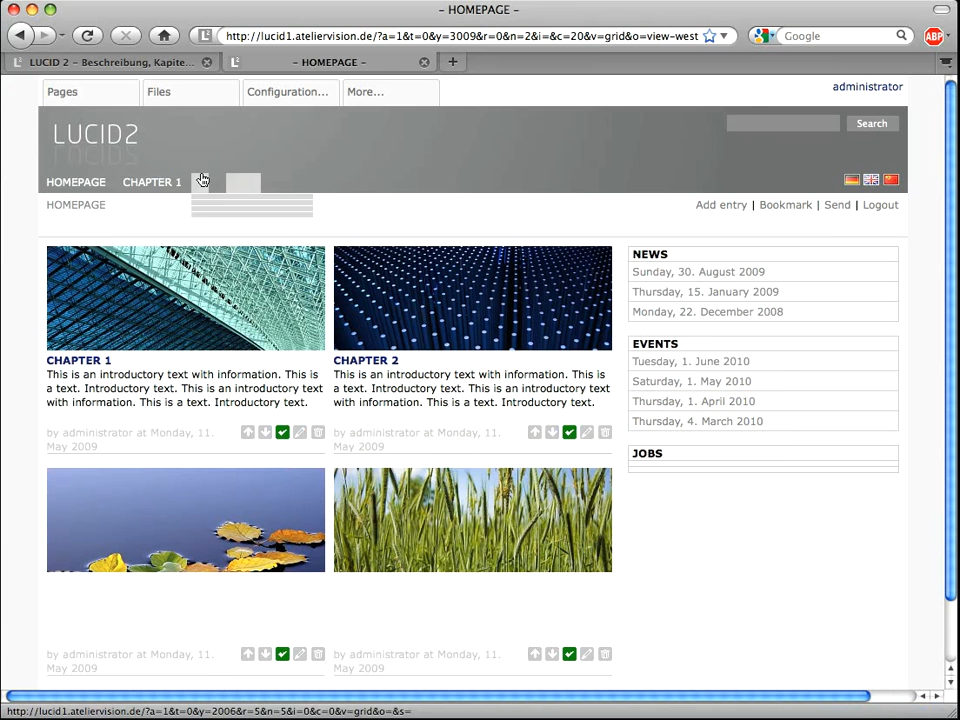 - HOMEPAGE -
http://lucid1.ateliervision.de/?a=1&t=0&y=3009&r=0&n=2&i=&c=20&v=grid&o=view-west
Google
ABP
LUCID 2 – Beschreibung, Kapite...
- HOMEPAGE -
Pages
Files
Configuration...
More...
administrator
LUCID2
Search
HOMEPAGE
CHAPTER 1
HOMEPAGE
Add entry | Bookmark | Send | Logout
CHAPTER 1
This is an introductory text with information. This is
a text. Introductory text. This is an introductory text
with information. This is a text. Introductory text.
by administrator at Monday, 11.
May 2009
CHAPTER 2
This is an introductory text with information. This is
a text. Introductory text. This is an introductory text
with information. This is a text. Introductory text.
by administrator at Monday, 11.
May 2009
by administrator at Monday, 11.
May 2009
by administrator at Monday, 11.
May 2009
NEWS
Sunday, 30. August 2009
Thursday, 15. January 2009
Monday, 22. December 2008
EVENTS
Tuesday, 1. June 2010
Saturday, 1. May 2010
Thursday, 1. April 2010
Thursday, 4. March 2010
JOBS
http://lucid1.ateliervision.de/?a=1&t=0&y=2006&r=5&n=5&i=0&c=0&v=grid&o=&s=